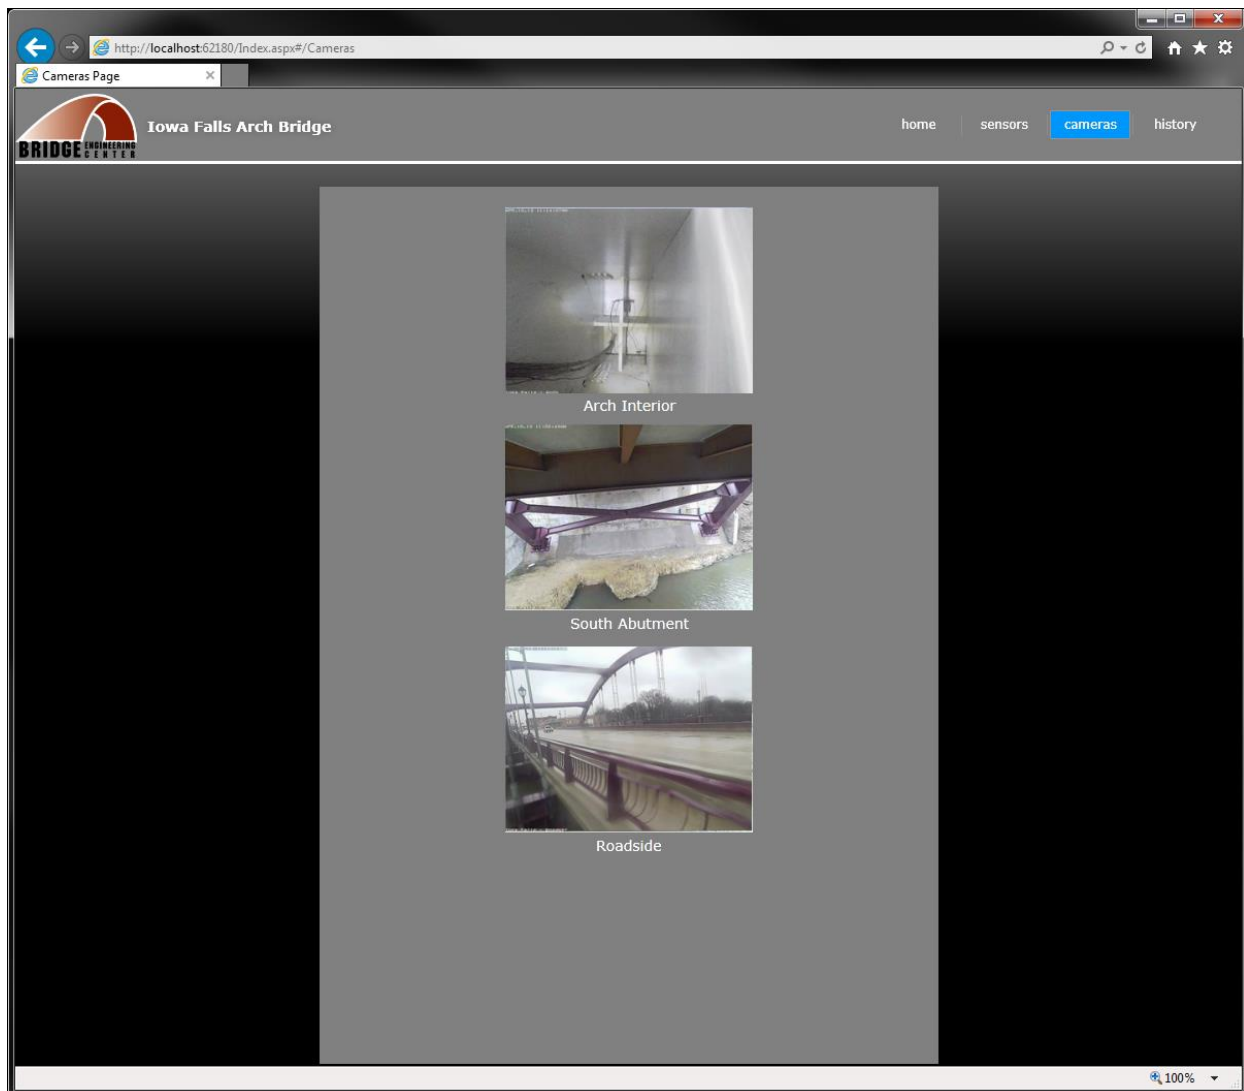 http://localhost:62180/Index.aspx#/Cameras
Cameras Page
BRIDGE ENGINEERING CENTER
Iowa Falls Arch Bridge
home
sensors
cameras
history
Arch Interior
South Abutment
Roadside
100%